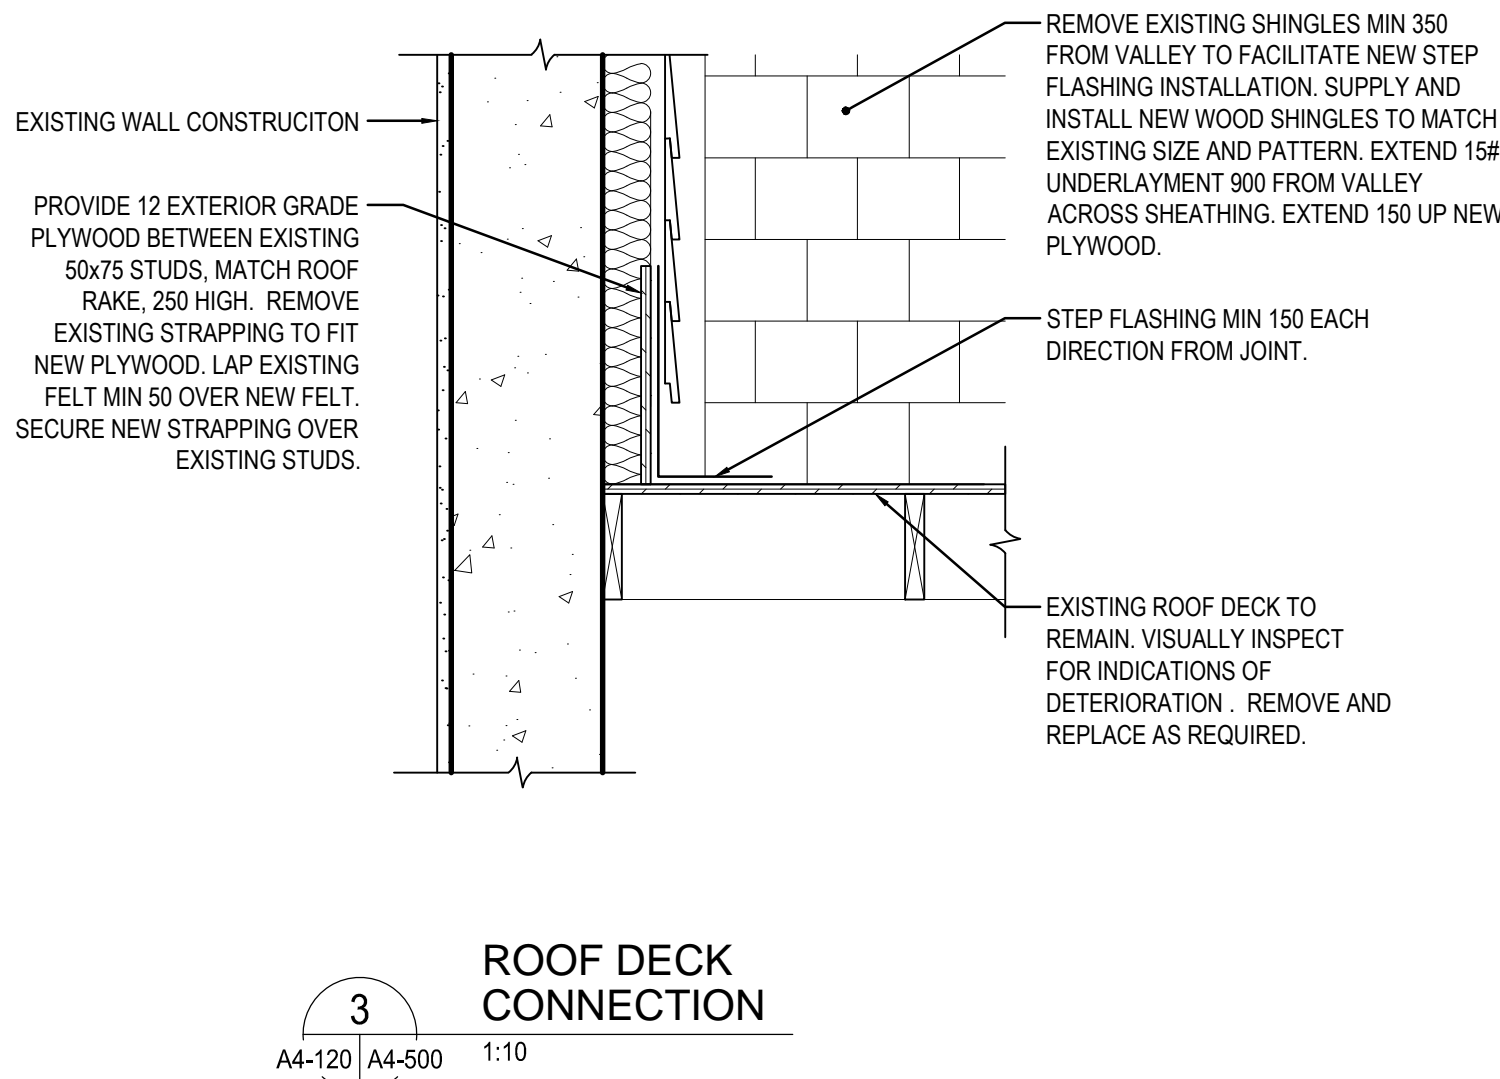 EXISTING WALL CONSTRUCITON
PROVIDE 12 EXTERIOR GRADE
PLYWOOD BETWEEN EXISTING
50x75 STUDS, MATCH ROOF
RAKE, 250 HIGH. REMOVE
EXISTING STRAPPING TO FIT
NEW PLYWOOD. LAP EXISTING
FELT MIN 50 OVER NEW FELT.
SECURE NEW STRAPPING OVER
EXISTING STUDS.
REMOVE EXISTING SHINGLES MIN 350
FROM VALLEY TO FACILITATE NEW STEP
FLASHING INSTALLATION. SUPPLY AND
INSTALL NEW WOOD SHINGLES TO MATCH
EXISTING SIZE AND PATTERN. EXTEND 15#
UNDERLAYMENT 900 FROM VALLEY
ACROSS SHEATHING. EXTEND 150 UP NEW
PLYWOOD.
STEP FLASHING MIN 150 EACH
DIRECTION FROM JOINT.
EXISTING ROOF DECK TO
REMAIN. VISUALLY INSPECT
FOR INDICATIONS OF
DETERIORATION . REMOVE AND
REPLACE AS REQUIRED.
ROOF DECK
CONNECTION
3
A4-120 A4-500
1:10